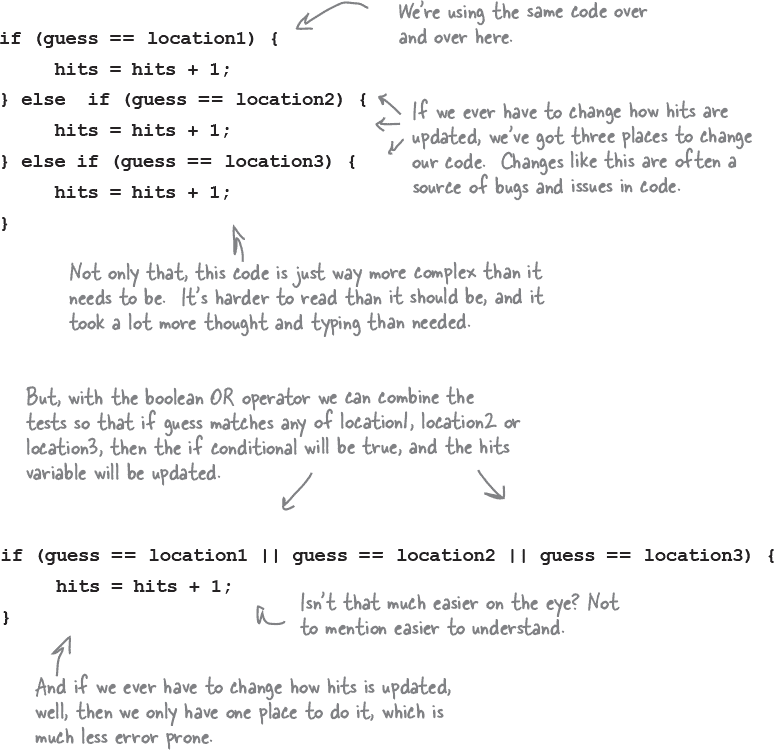 We're using the same code over
and over here.
if (guess == location1) {
hits = hits + 1;
} else  if (guess == location2) {
hits = hits + 1;
} else if (guess == location3) {
hits = hits + 1;
}
If we ever have to change how hits are
updated, we've got three places to change
our code.  Changes like this are often a
source of bugs and issues in code.
Not only that, this code is just way more complex than it
needs to be.  It's harder to read than it should be, and it
took a lot more thought and typing than needed.
But, with the boolean OR operator we can combine the
tests so that if guess matches any of location1, location2 or
location3, then the if conditional will be true, and the hits
variable will be updated.
if (guess == location1 || guess == location2 || guess == location3) {
hits = hits + 1;
}
Isn't that much easier on the eye? Not
to mention easier to understand.
And if we ever have to change how hits is updated,
well, then we only have one place to do it, which is
much less error prone.